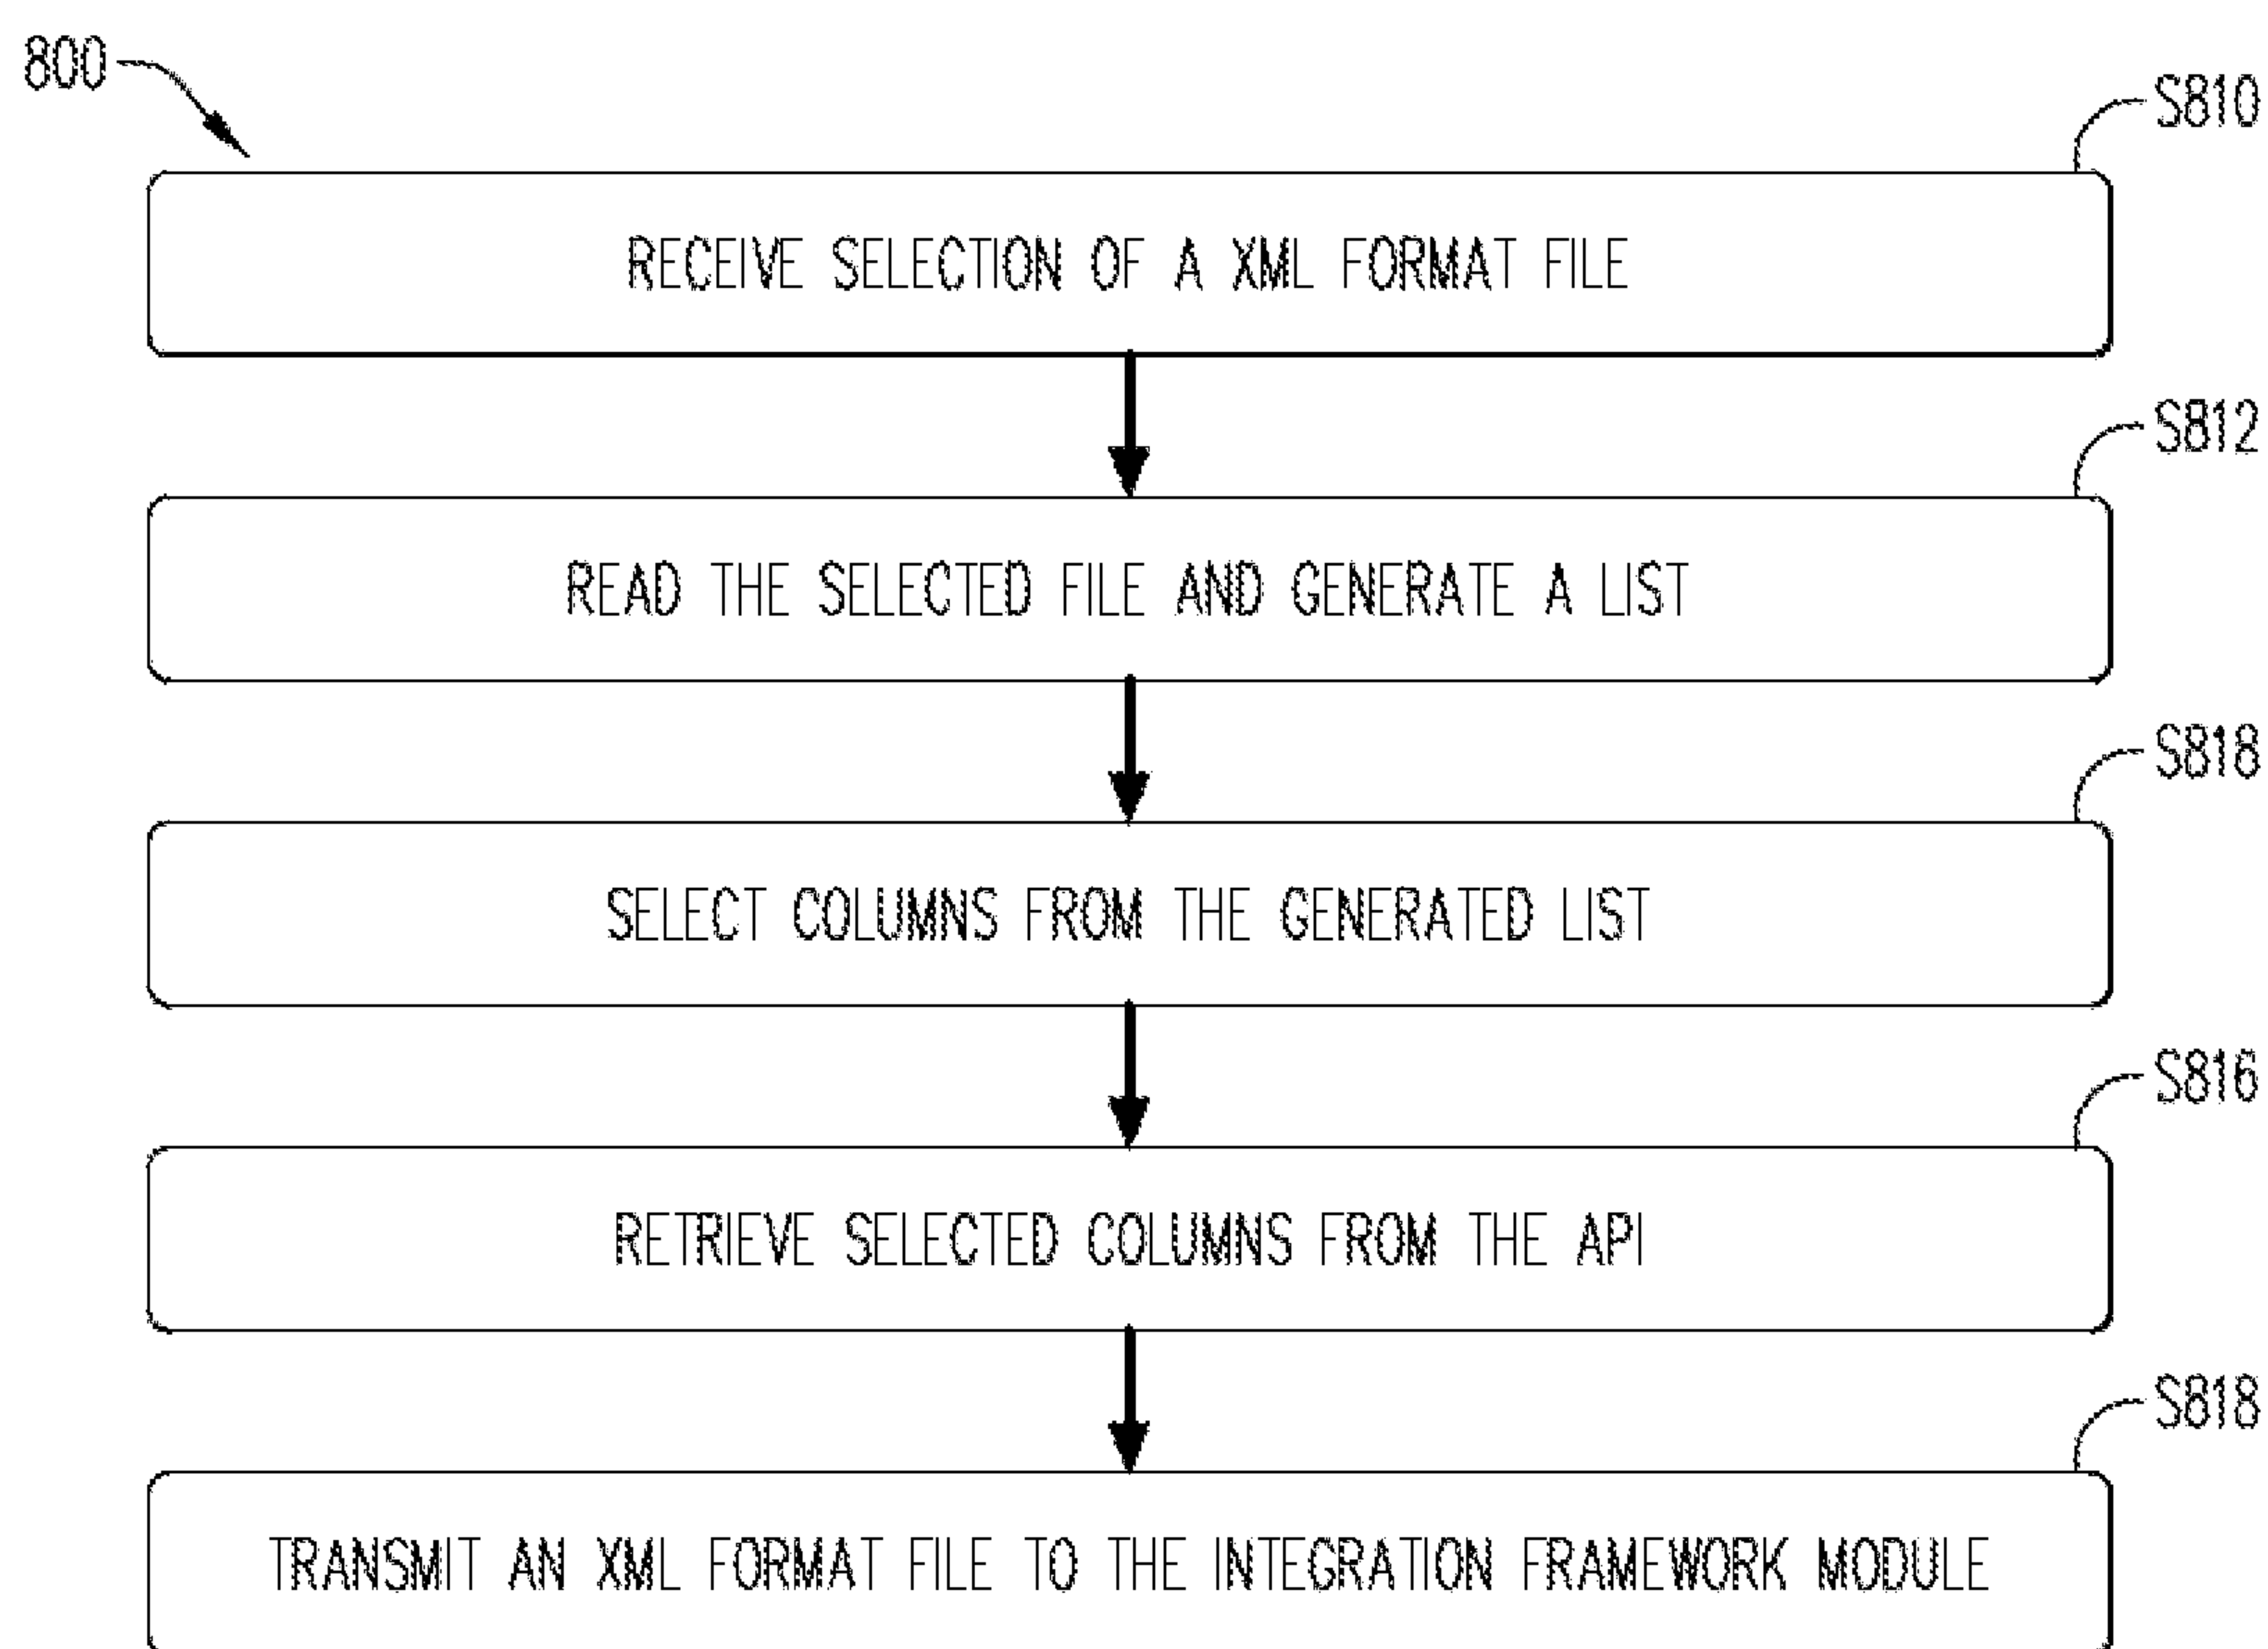 800
S810
RECEIVE SELECTION OF A XML FORMAT FILE
S812
READ THE SELECTED FILE AND GENERATE A LIST
S818
SELECT COLUMNS FROM THE GENERATED LIST
S816
RETRIEVE SELECTED COLUMNS FROM THE API
S818
TRANSMIT AN XML FORMAT FILE TO THE INTEGRATION FRAMEWORK MODULE